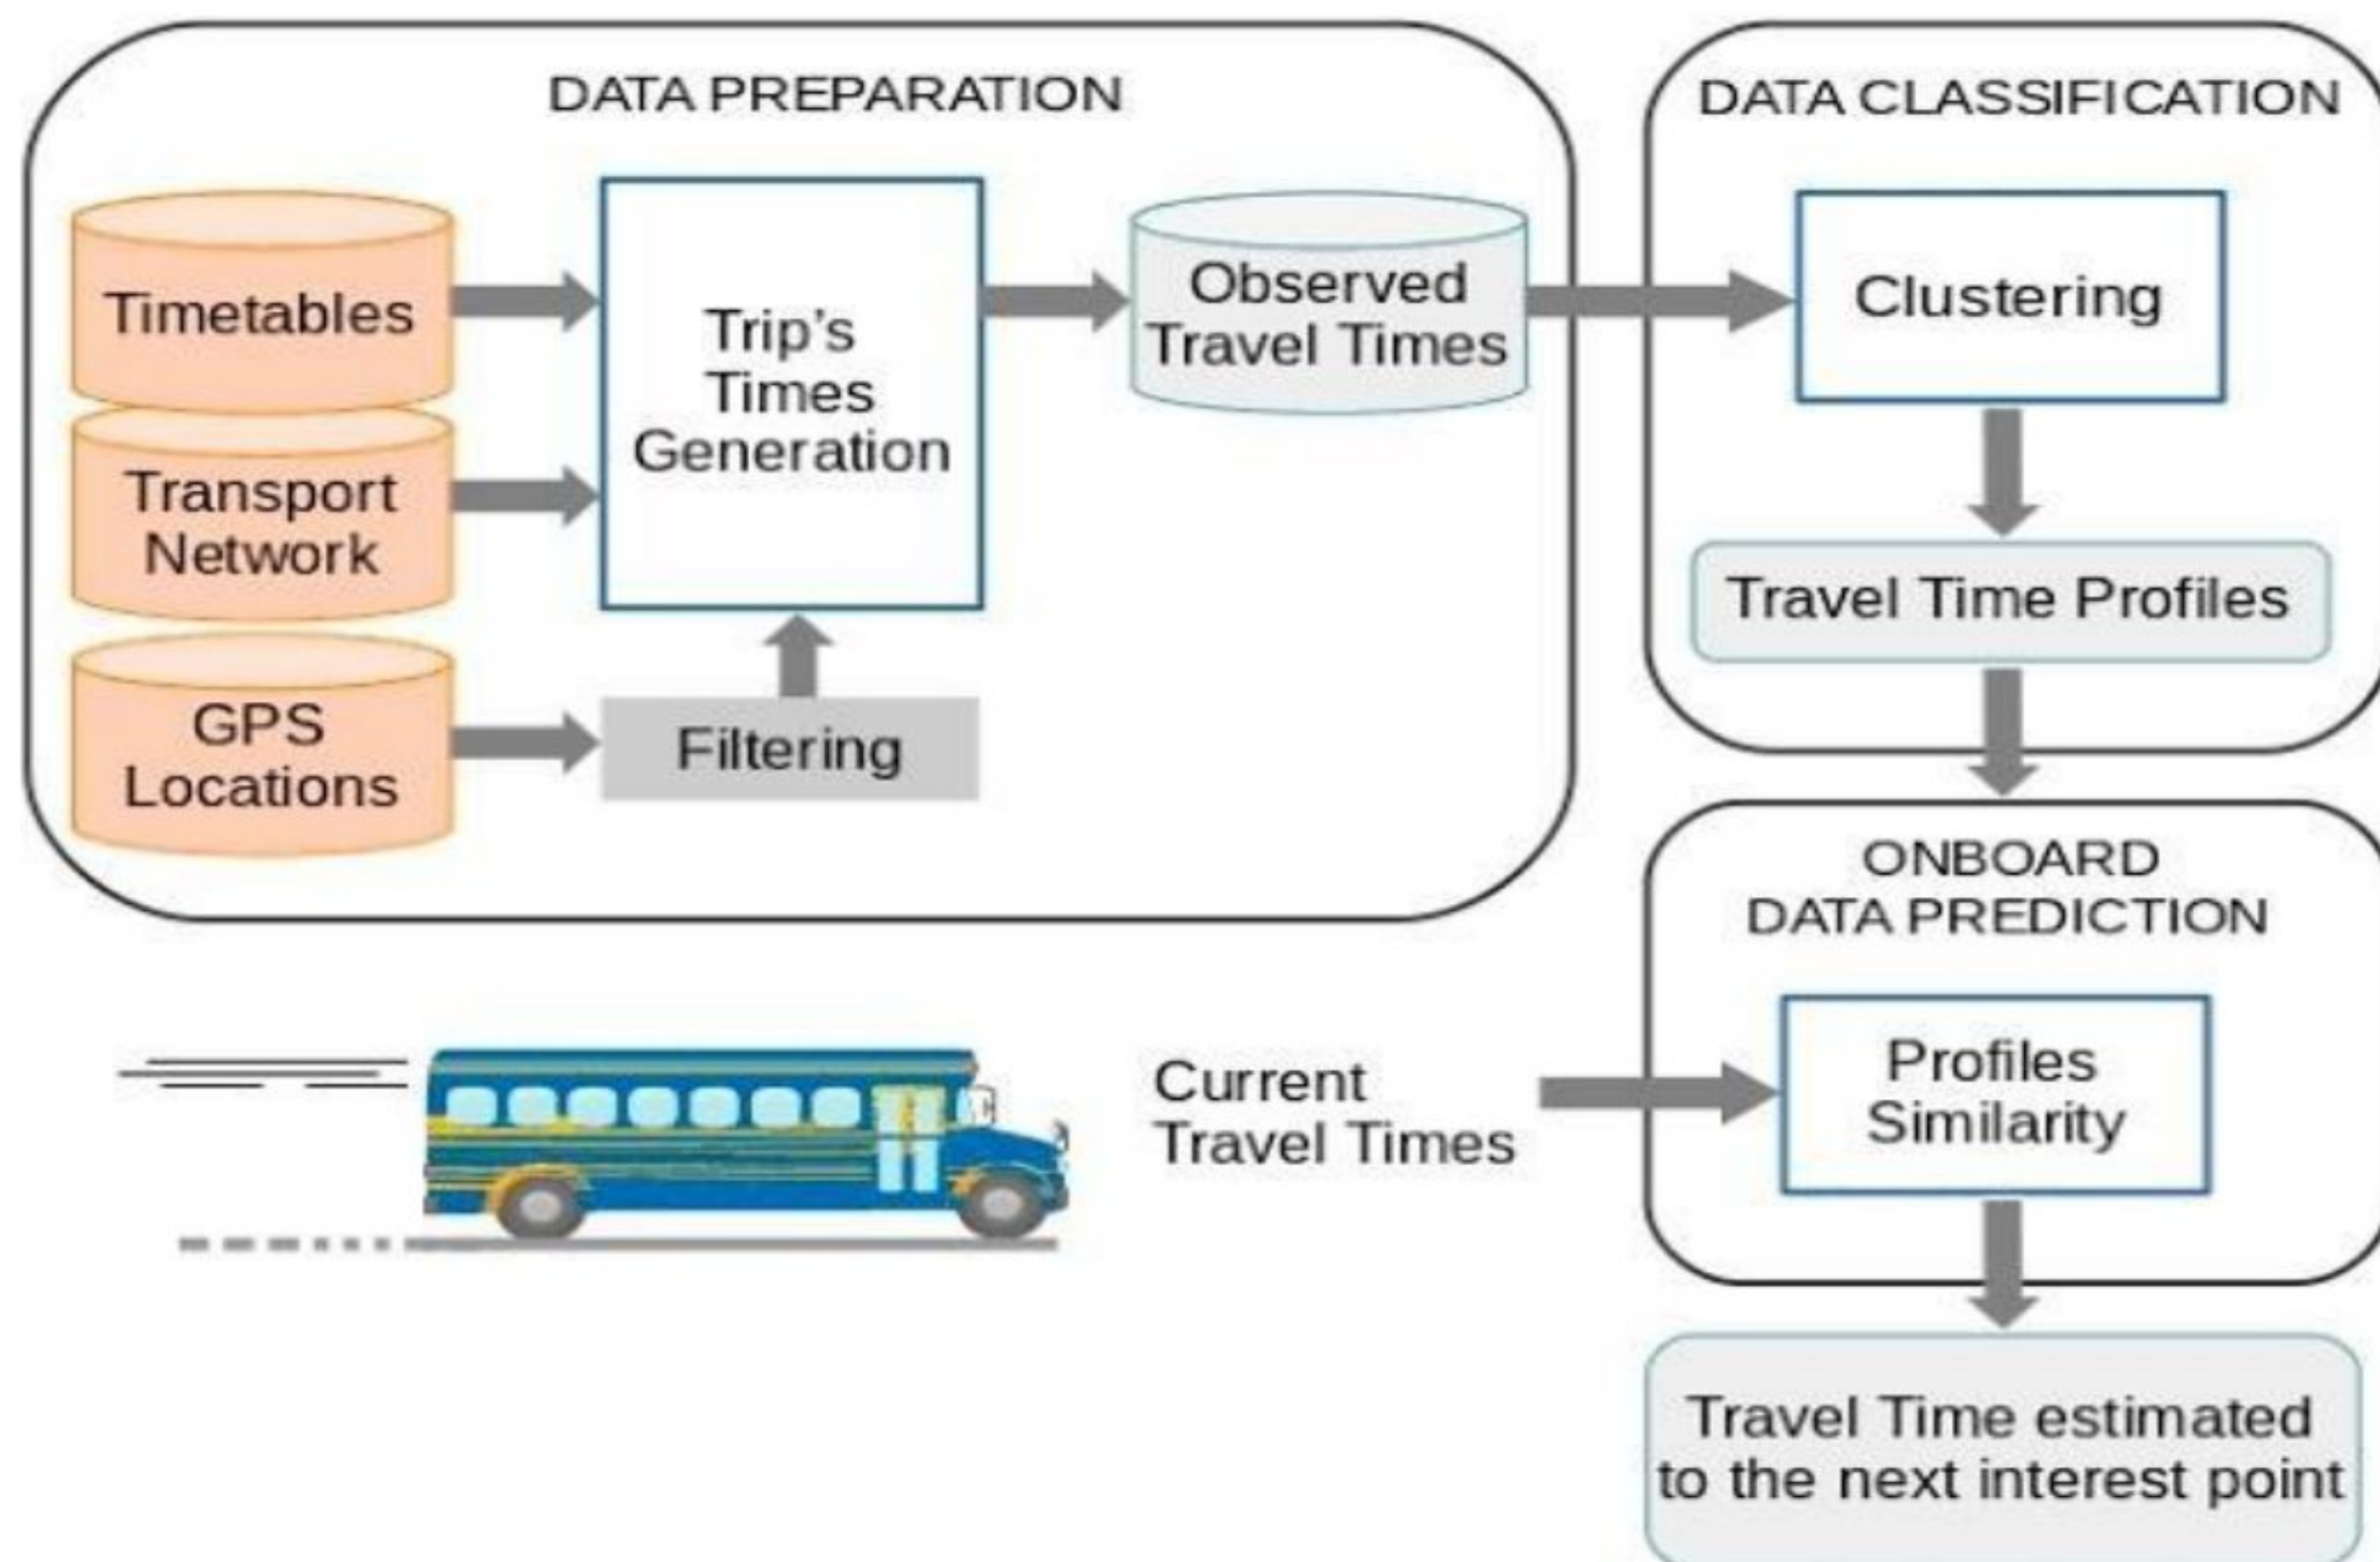 DATA PREPARATION
Timetables
Transport
Network
GPS
Locations
Trip's
Times
Generation
Filtering
Observed
Travel Times
DATA CLASSIFICATION
Clustering
Travel Time Profiles
ONBOARD
DATA PREDICTION
Current
Travel Times
Profiles
Similarity
Travel Time estimated
to the next interest point